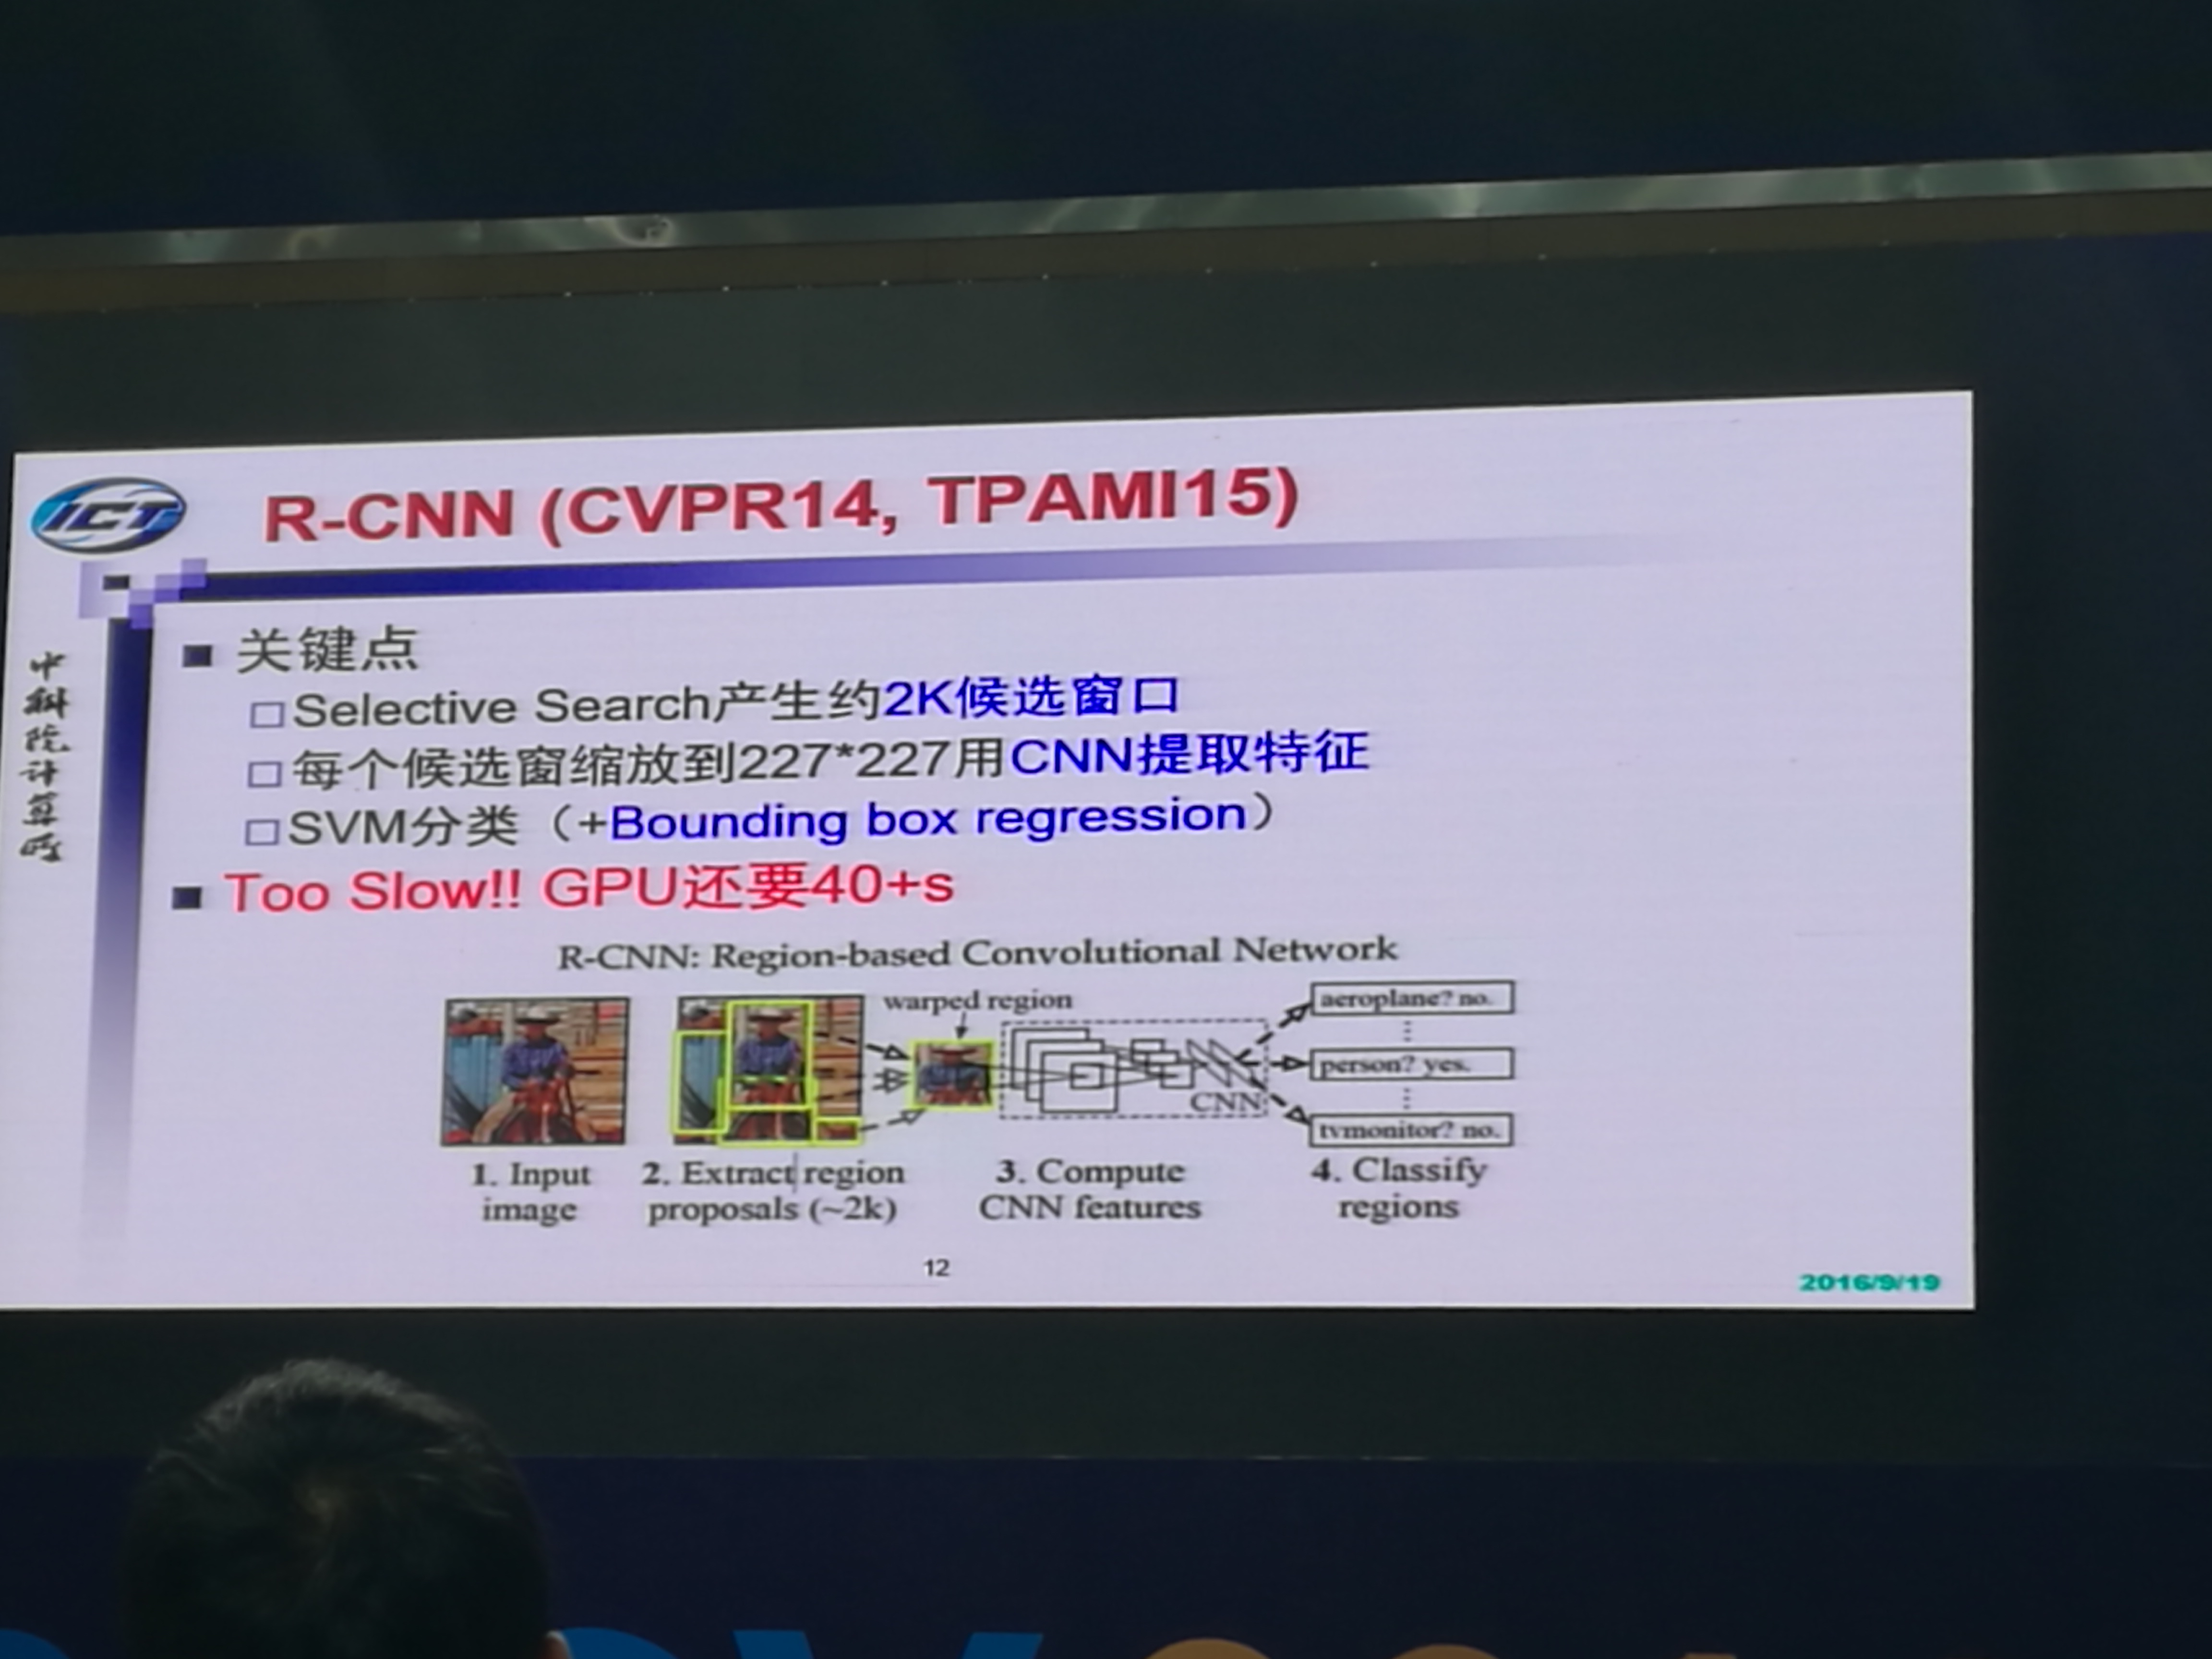 ICT
R-CNN (CVPR14, TPAMI15)
中科院计算所
■ 关键点
□Selective Search产生约2K候选窗口
□每个候选窗缩放到227*227用CNN提取特征
□SVM分类（+Bounding box regression）
■ Too Slow!! GPU还要40+s
R-CNN: Region-based Convolutional Network
warped region
aeroplane? no.
person? yes.
CNN
tvmonitor? no.
1. Input
image
2. Extract region
proposals (~2k)
3. Compute
CNN features
4. Classify
regions
12
2016/9/19